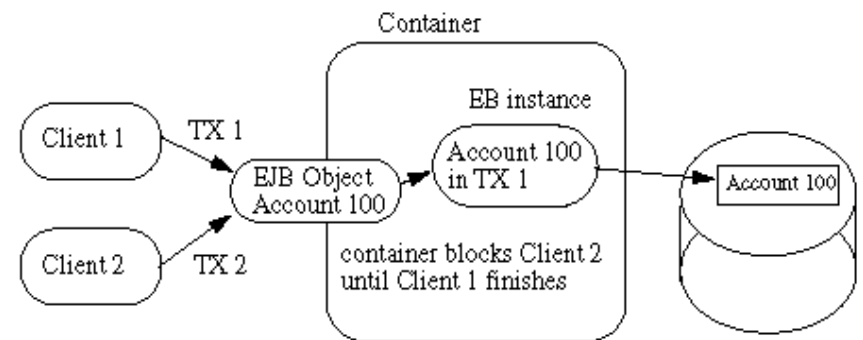 Container
EB instance
Client 1
TX 1
Account 100
in TX 1
EJB Object
Account 100
Account 100
Client 2
TX 2
container blocks Client 2
until Client 1 finishes